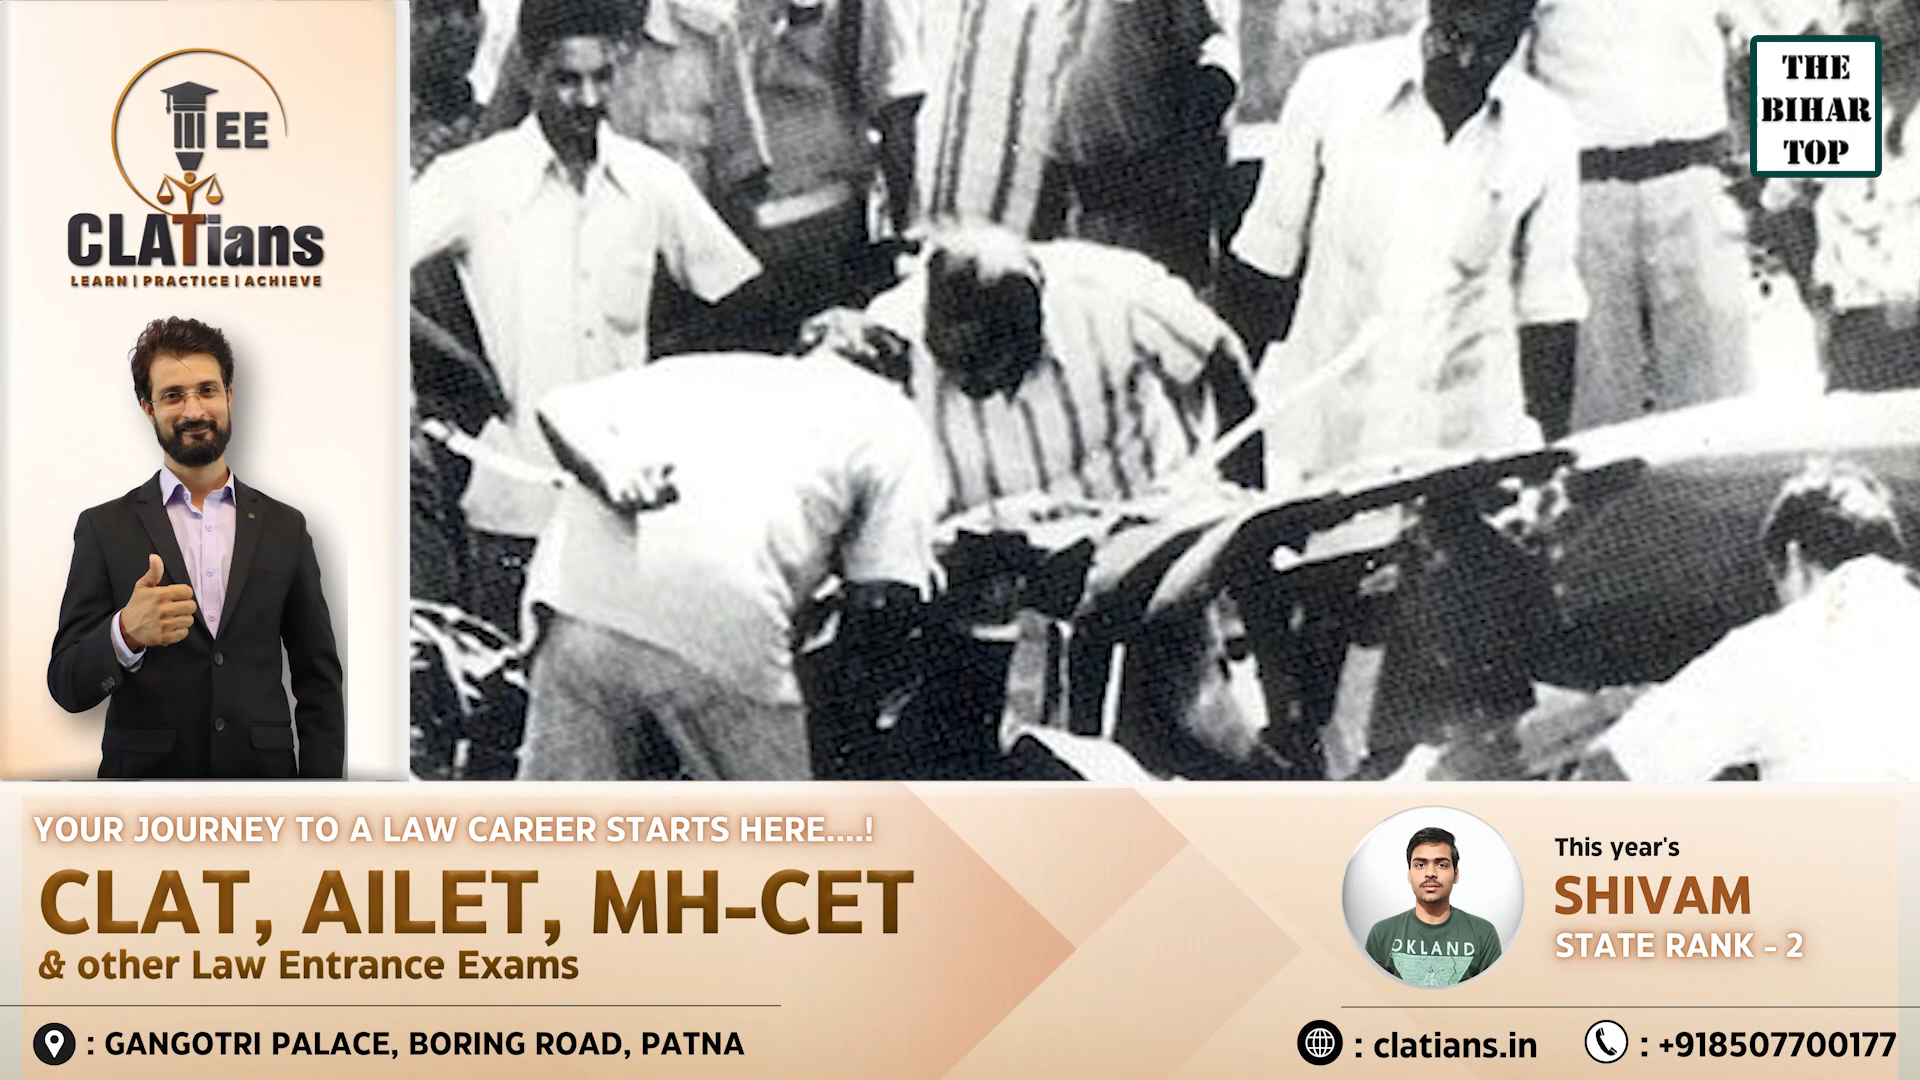 EE
CLATians
LEARN | PRACTICE | ACHIEVE
THE
BIHAR
TOP
YOUR JOURNEY TO A LAW CAREER STARTS HERE....!
CLAT, AILET, MH-CET
& other Law Entrance Exams
: GANGOTRI PALACE, BORING ROAD, PATNA
OKLAND
This year's
SHIVAM
STATE RANK - 2
: clatians.in
: +918507700177